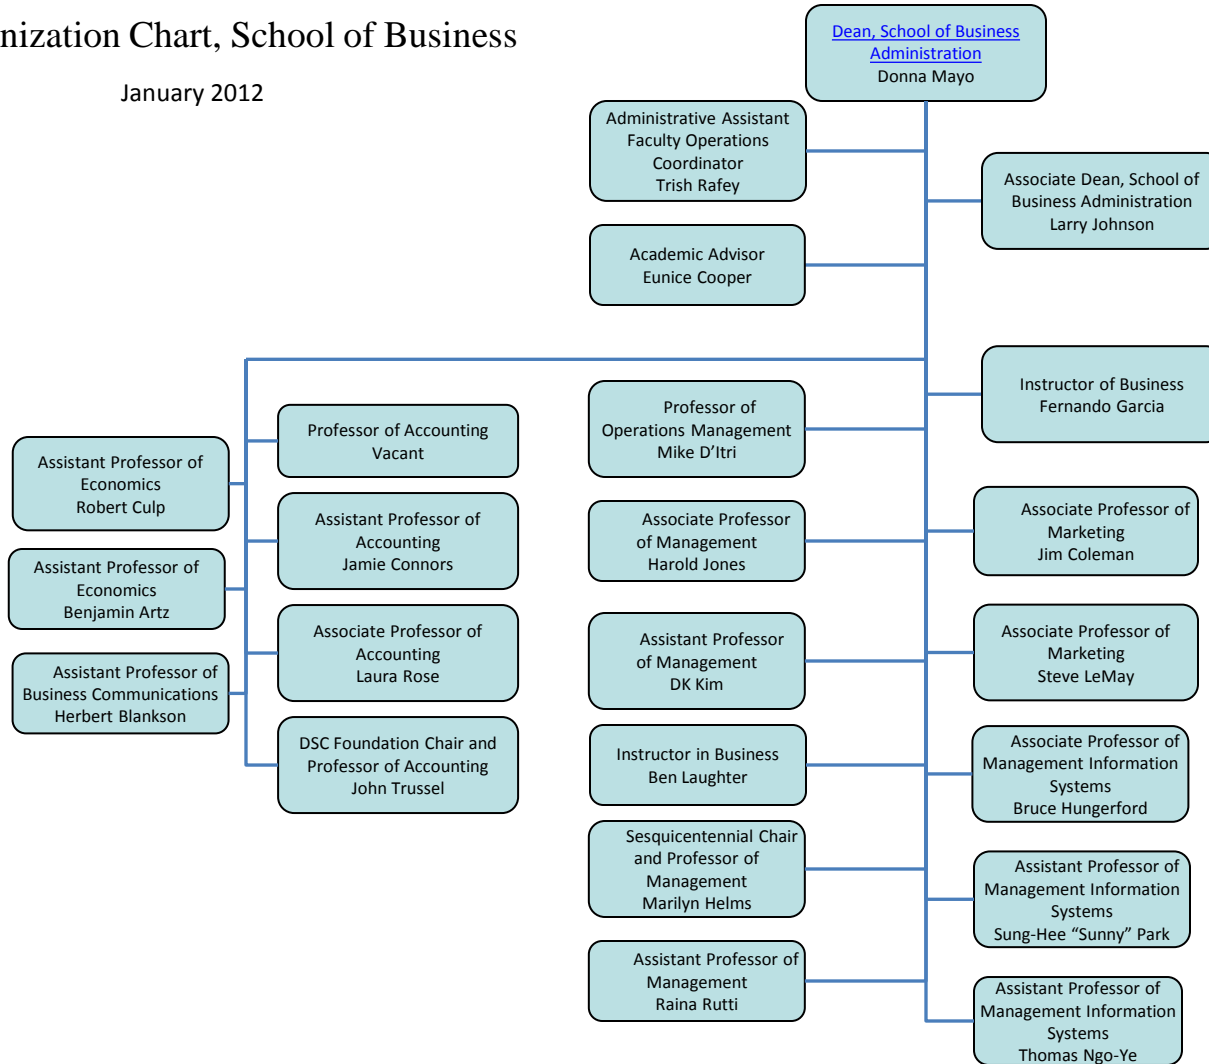 nization Chart, School of Business
January 2012
Dean, School of Business
Administration
Donna Mayo
Administrative Assistant
Faculty Operations
Coordinator
Trish Rafey
Associate Dean, School of
Business Administration
Larry Johnson
Academic Advisor
Eunice Cooper
Instructor of Business
Fernando Garcia
Assistant Professor of
Economics
Robert Culp
Assistant Professor of
Economics
Benjamin Artz
Assistant Professor of
Business Communications
Herbert Blankson
Professor of Accounting
Vacant
Assistant Professor of
Accounting
Jamie Connors
Associate Professor of
Accounting
Laura Rose
DSC Foundation Chair and
Professor of Accounting
John Trussel
Professor of
Operations Management
Mike D’Itri
Associate Professor
of Management
Harold Jones
Assistant Professor
of Management
DK Kim
Instructor in Business
Ben Laughter
Sesquicentennial Chair
and Professor of
Management
Marilyn Helms
Assistant Professor of
Management
Raina Rutti
Associate Professor of
Marketing
Jim Coleman
Associate Professor of
Marketing
Steve LeMay
Associate Professor of
Management Information
Systems
Bruce Hungerford
Assistant Professor of
Management Information
Systems
Sung-Hee “Sunny” Park
Assistant Professor of
Management Information
Systems
Thomas Ngo-Ye